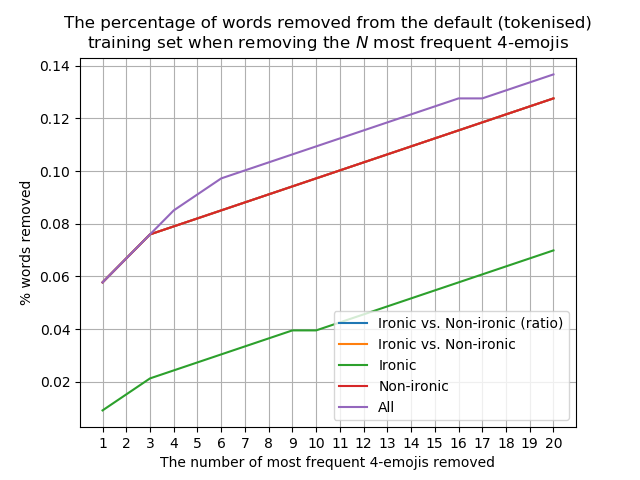 The percentage of words removed from the default (tokenised)
training set when removing the N most frequent 4-emojis
0.14
0.12
0.10
0.08
0.06
0.04
0.02
% words removed
Ironic vs. Non-ironic (ratio)
Ironic vs. Non-ironic
Ironic
Non-ironic
All
1 2 3 4 5 6 7 8 9 10 11 12 13 14 15 16 17 18 19 20
The number of most frequent 4-emojis removed